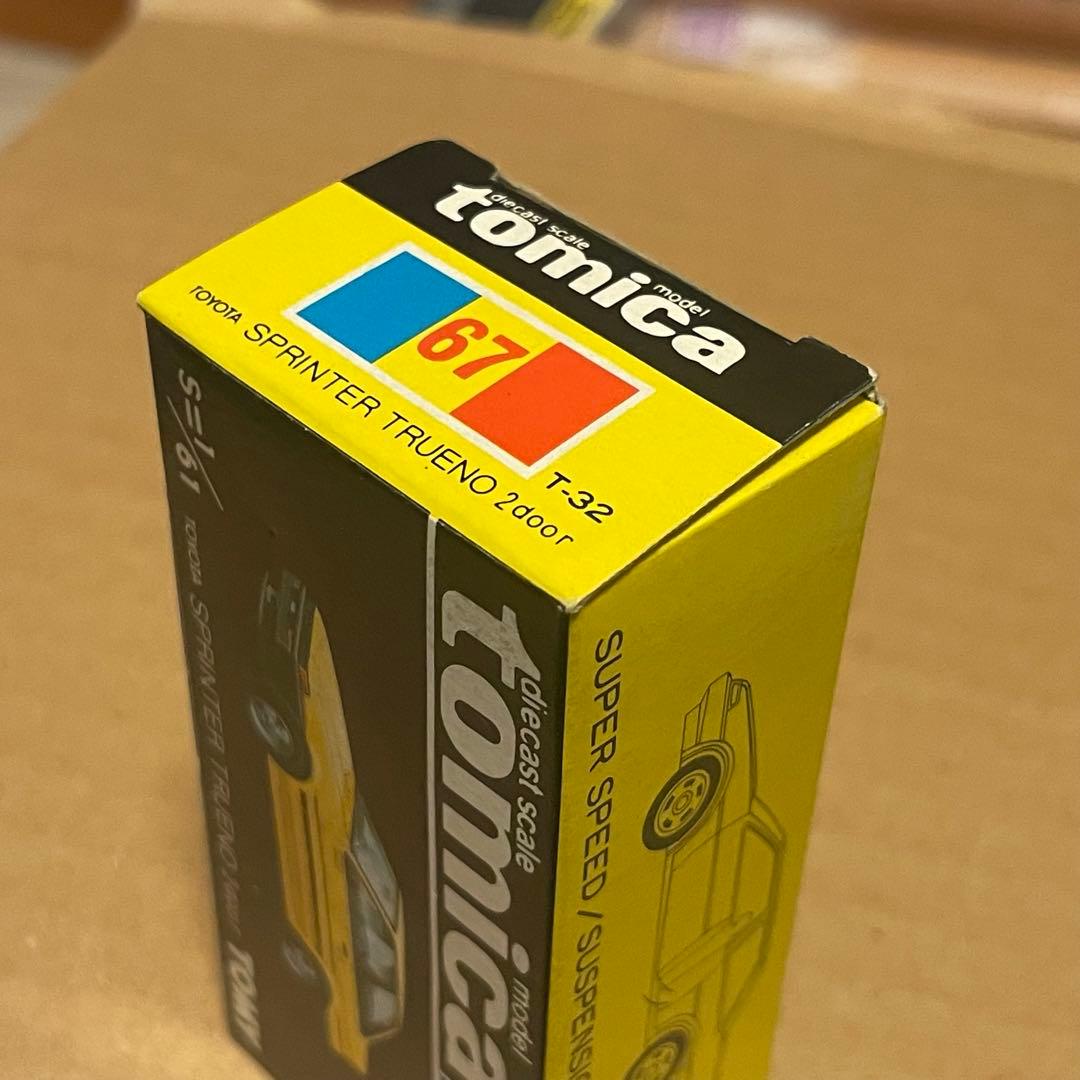 diecast scale model
tomica
67
T-32
TOYOTA SPRINTER TRUENO 2door
S=1/61 TOYOTA SPRINTER TRUENO 2door TOMY
diecast scale model
tomica
SUPER SPEED / SUSPENSIO